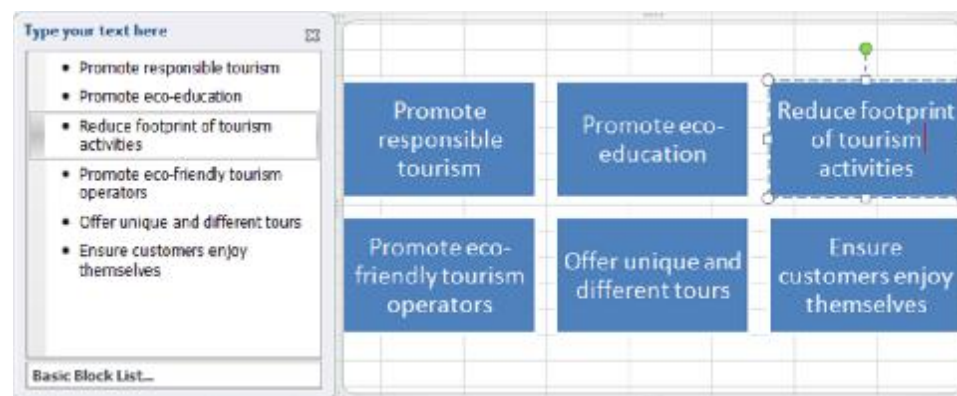 Type your text here
Promote responsible tourism
Promote eco-education
Reduce footprint of tourism
activities
Promote eco-friendly tourism
operators
Offer unique and different tours
Ensure customers enjoy
themselves
Basic Block List...
Promote
responsible
tourism
Promote eco-
education
Reduce footprint
of tourism
activities
Promote eco-
friendly tourism
operators
Offer unique and
different tours
Ensure
customers enjoy
themselves